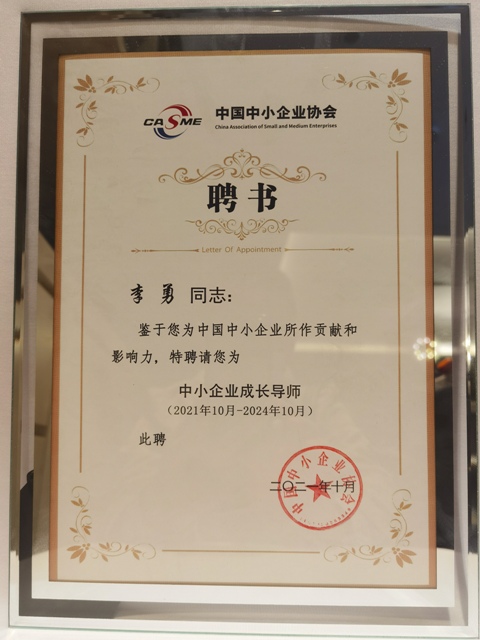 CASME
中国中小企业协会
China Association of Small and Medium Enterprises
聘书
Letter Of Appointment
李勇 同志：
鉴于您为中国中小企业所作贡献和
影响力，特聘请您为
中小企业成长导师
（2021年10月-2024年10月）
此聘
二〇二一年十月
中国中小企业协会